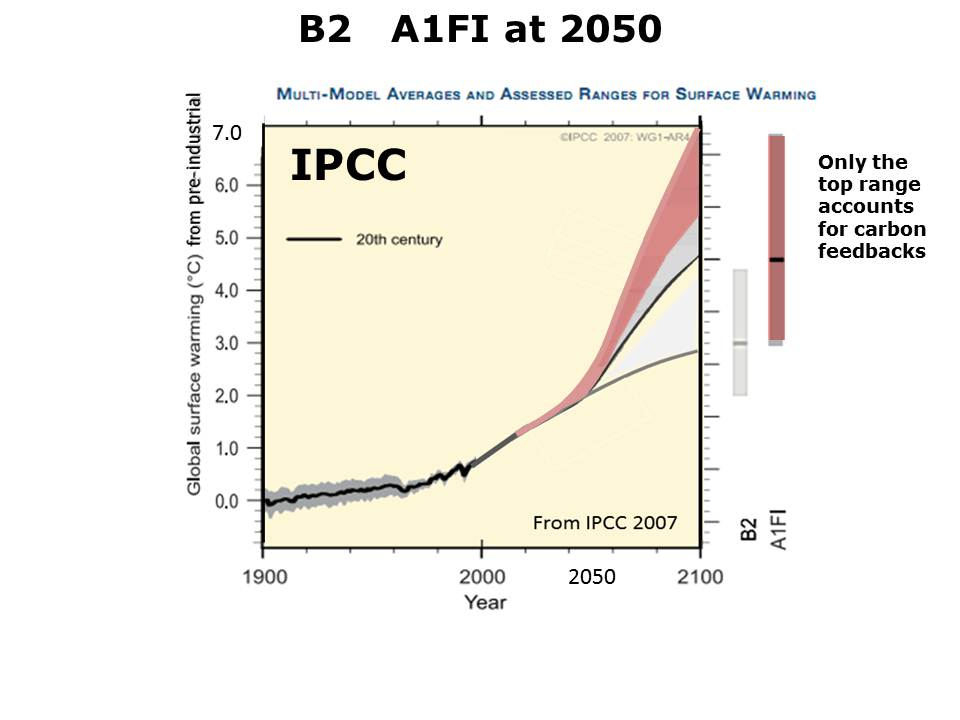 B2 A1FI at 2050
Multi-Model Averages and Assessed Ranges for Surface Warming
©IPCC 2007: WG1-AR4
IPCC
20th century
Global surface warming (°C) from pre-industrial
7.0
6.0
5.0
4.0
3.0
2.0
1.0
0.0
Only the
top range
accounts
for carbon
feedbacks
From IPCC 2007
B2
A1FI
1900
2000
2050
2100
Year